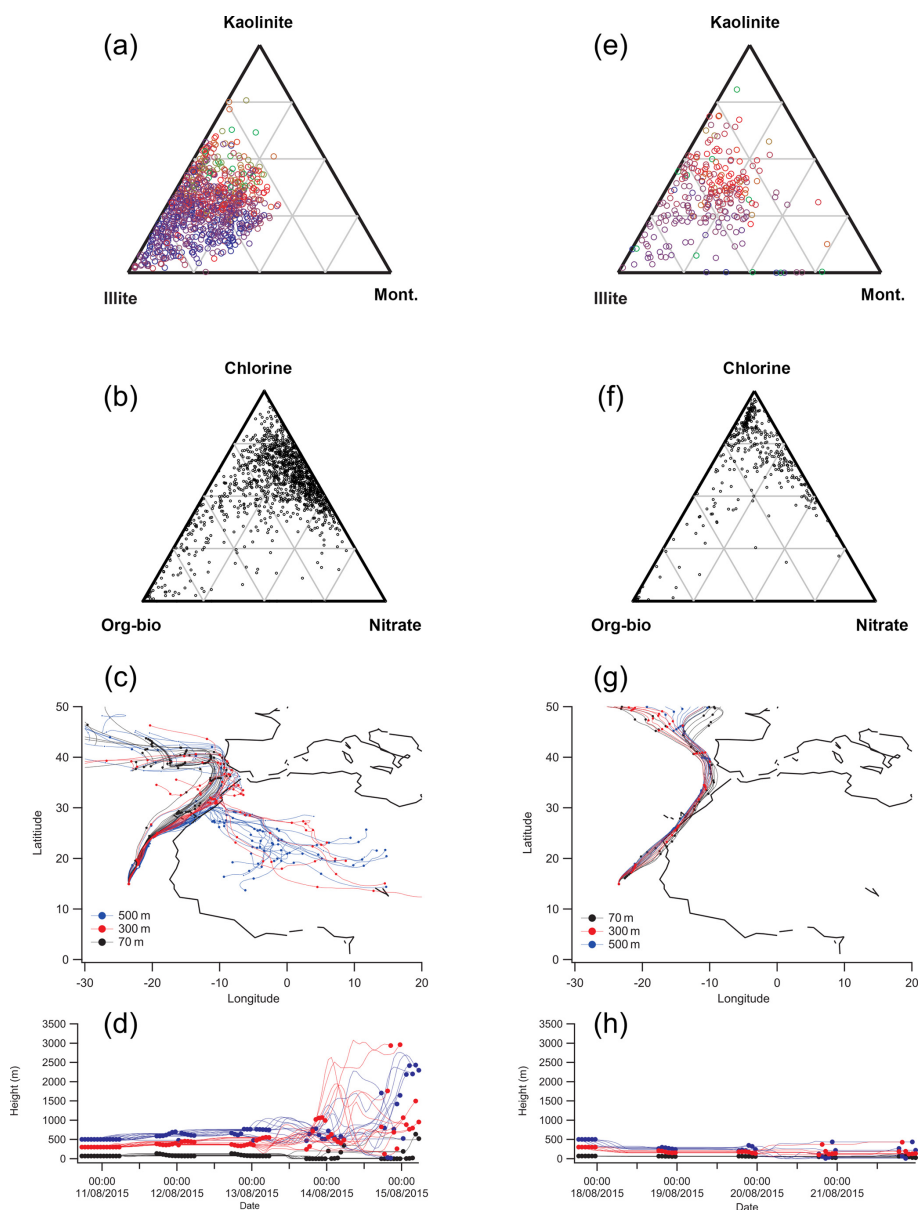 (a)
Kaolinite
Illite
Mont.
(e)
Kaolinite
Illite
Mont.
(b)
Chlorine
Org-bio
Nitrate
(f)
Chlorine
Org-bio
Nitrate
(c)
50
40
30
20
10
0
Latitiude
-30
-20
-10
0
10
20
Longitude
500 m
300 m
70 m
(g)
50
40
30
20
10
0
Latitiude
-30
-20
-10
0
10
20
Longitude
70 m
300 m
500 m
(d)
3500
3000
2500
2000
1500
1000
500
0
Height (m)
00:00 00:00 00:00 00:00 00:00
11/08/2015 12/08/2015 13/08/2015 14/08/2015 15/08/2015
Date
(h)
3500
3000
2500
2000
1500
1000
500
0
Height (m)
00:00 00:00 00:00 00:00
18/08/2015 19/08/2015 20/08/2015 21/08/2015
Date